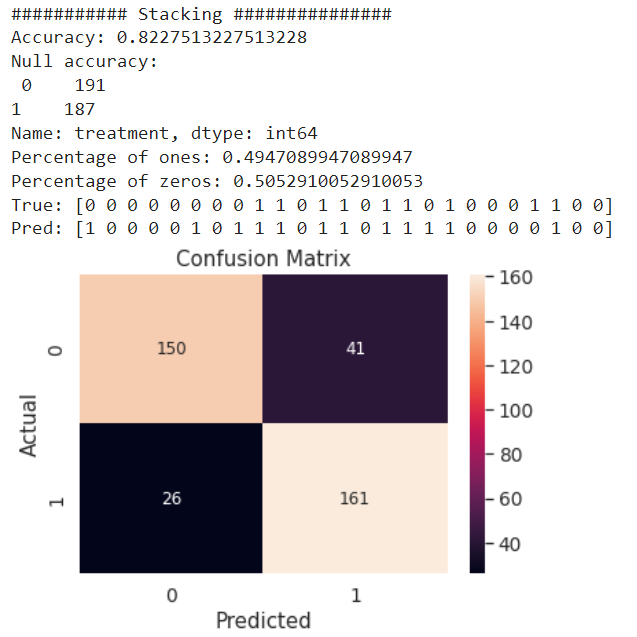 ########### Stacking ###############
Accuracy: 0.8227513227513228
Null accuracy:
0 191
1 187
Name: treatment, dtype: int64
Percentage of ones: 0.4947089947089947
Percentage of zeros: 0.5052910052910053
True: [0 0 0 0 0 0 0 0 1 1 0 1 1 0 1 1 0 1 0 0 0 1 1 0 0]
Pred: [1 0 0 0 0 1 0 1 1 1 0 1 1 0 1 1 1 1 0 0 0 0 1 0 0]
Confusion Matrix
160
140
120
100
80
60
40
0
150 41
Actual
1
26 161
0 1
Predicted